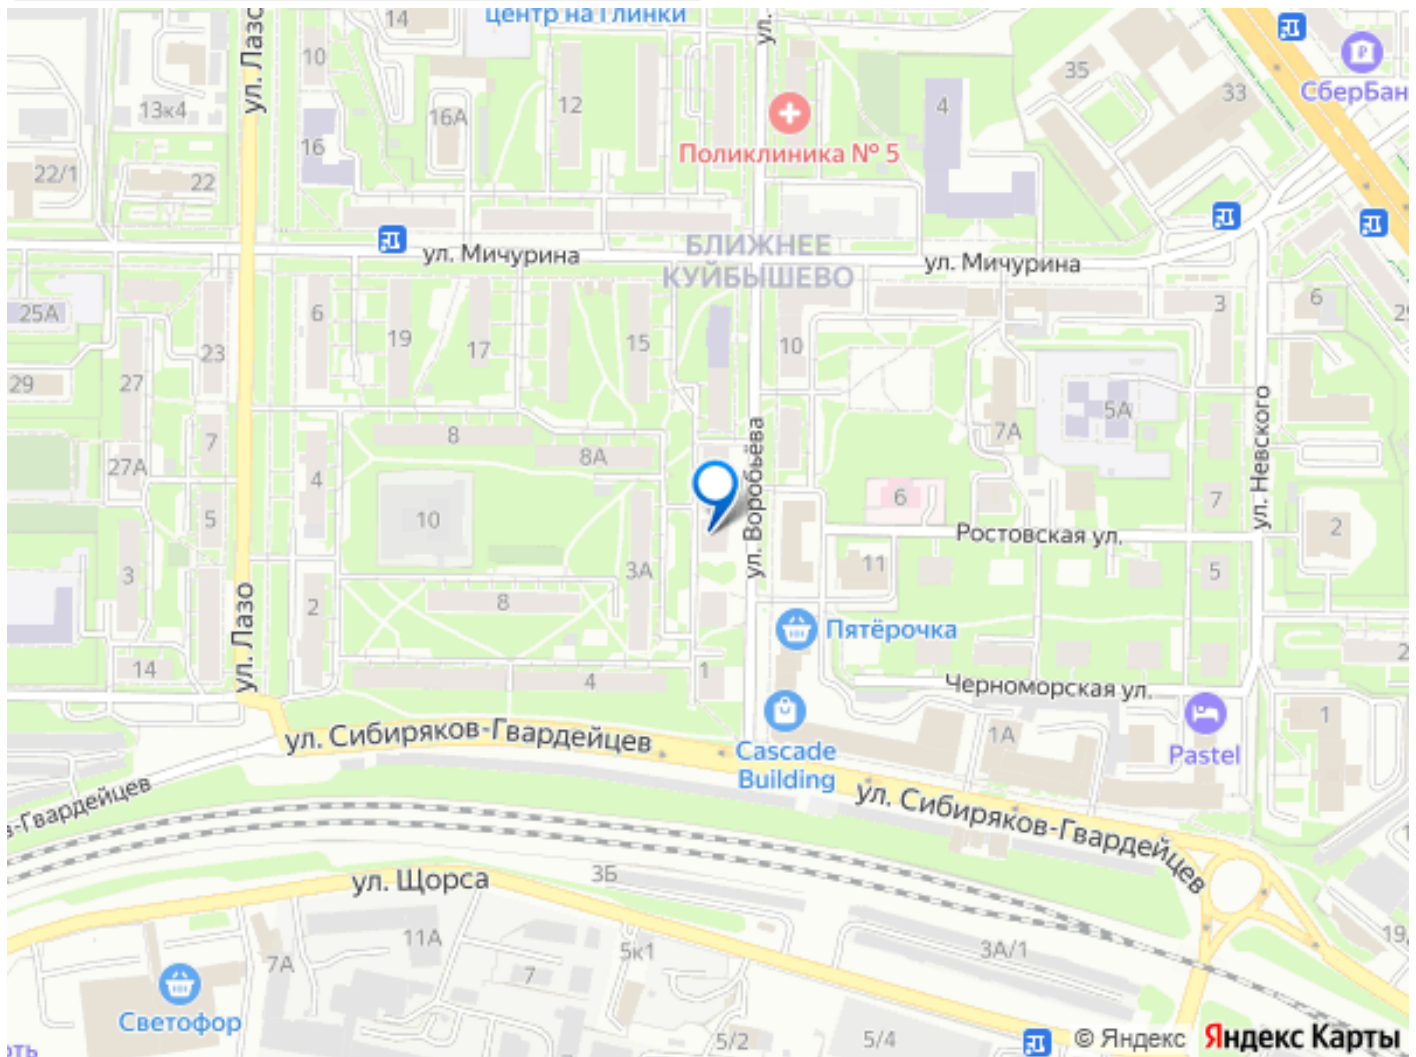 центр на Глинки
14
ул. Лазо
10
13к4
16А
12
ул.
4
35
33
СберБан
16
Поликлиника № 5
22/1
22
ул. Мичурина
БЛИЖНЕЕ
КУЙБЫШЕВО
ул. Мичурина
25А
6
19
17
15
10
3
6
29
23
29
27
7
8
8А
ул. Воробьёва
7А
5А
ул. Невского
27А
4
5
10
6
7
2
Ростовская ул.
3
3А
11
5
ул. Лазо
2
8
Пятёрочка
14
4
1
2
Черноморская ул.
ул. Сибиряков-Гвардейцев
Cascade
Building
1А
Pastel
1
в-Гвардейцев
ул. Сибиряков-Гвардейцев
ул. Щорса
3Б
11А
7А
5к1
7
3А/1
19
Светофор
5/2
5/4
© Яндекс Яндекс Карты